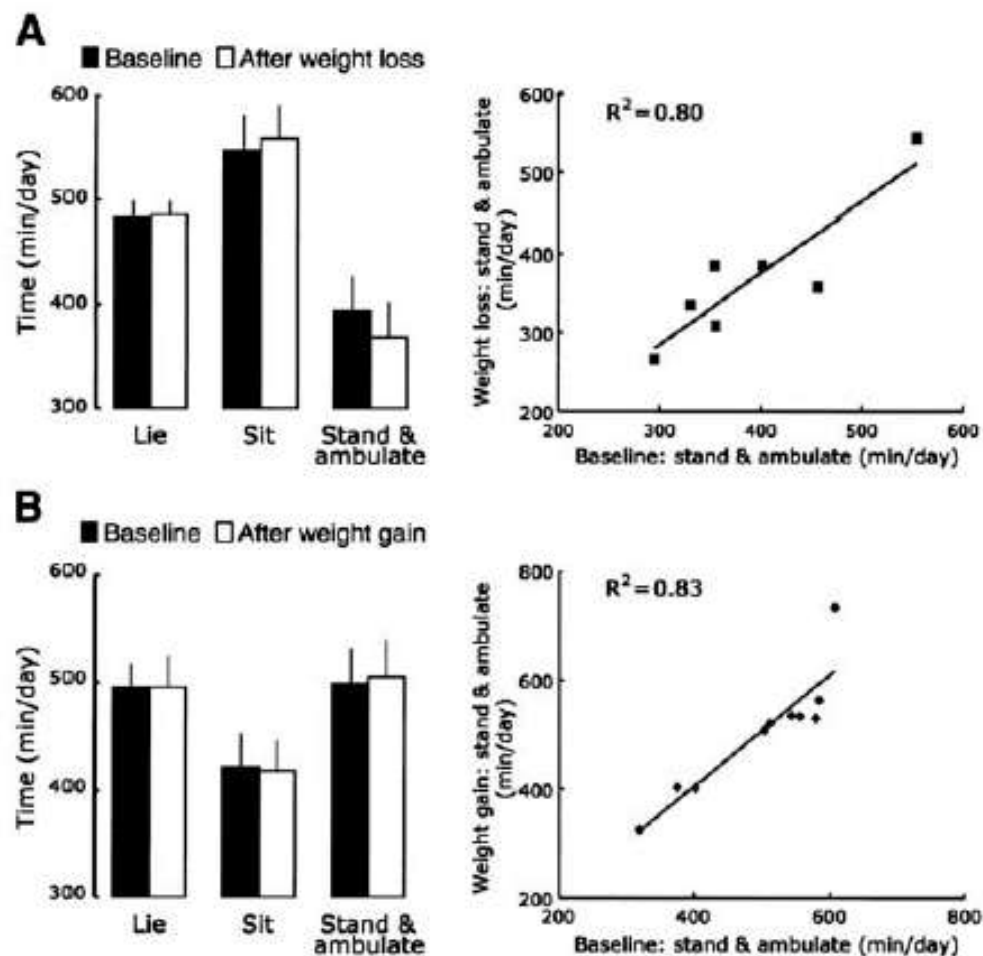 A
Baseline After weight loss
Time (min/day)
600
500
400
300
Lie
Sit
Stand &
ambulate
R²=0.80
Weight loss: stand & ambulate
(min/day)
600
500
400
300
200
200
300
400
500
600
Baseline: stand & ambulate (min/day)
B
Baseline After weight gain
Time (min/day)
600
500
400
300
Lie
Sit
Stand &
ambulate
R²=0.83
Weight gain: stand & ambulate
(min/day)
800
600
400
200
200
400
600
800
Baseline: stand & ambulate (min/day)